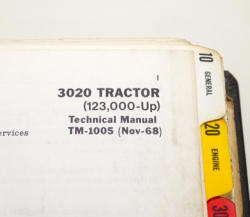 1
3020 TRACTOR
(123,000-Up)
Technical Manual
TM-1005 (Nov-68)
ervices
10
GENERAL
20
ENGINE
30